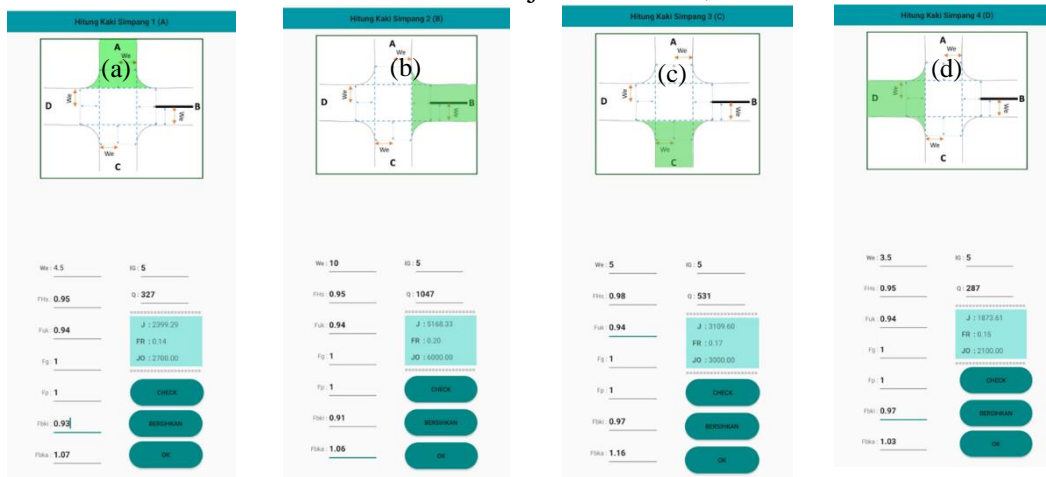 Hitung Kaki Simpang 1 (A)
A
We
(a)
D
We
B
We
We
C
We : 4.5
IG : 5
FHs : 0.95
Q : 327
Fuk : 0.94
J : 2399.29
FR : 0.14
Fg : 1
JO : 2700.00
Fp : 1
CHECK
Fbki : 0.93
BERSIHKAN
Fbka : 1.07
OK
Hitung Kaki Simpang 2 (B)
A
We
(b)
D
We
B
We
We
C
We : 10
IG : 5
FHs : 0.95
Q : 1047
Fuk : 0.94
J : 5168.33
FR : 0.20
Fg : 1
JO : 6000.00
Fp : 1
CHECK
Fbki : 0.91
BERSIHKAN
Fbka : 1.06
OK
Hitung Kaki Simpang 3 (C)
A
We
(c)
D
We
B
We
We
C
We : 5
IG : 5
FHs : 0.98
Q : 531
Fuk : 0.94
J : 3109.60
FR : 0.17
Fg : 1
JO : 3000.00
Fp : 1
CHECK
Fbki : 0.97
BERSIHKAN
Fbka : 1.16
OK
Hitung Kaki Simpang 4 (D)
A
We
(d)
D
We
B
We
We
C
We : 3.5
IG : 5
FHs : 0.95
Q : 287
Fuk : 0.94
J : 1873.61
FR : 0.15
Fg : 1
JO : 2100.00
Fp : 1
CHECK
Fbki : 0.97
BERSIHKAN
Fbka : 1.03
OK